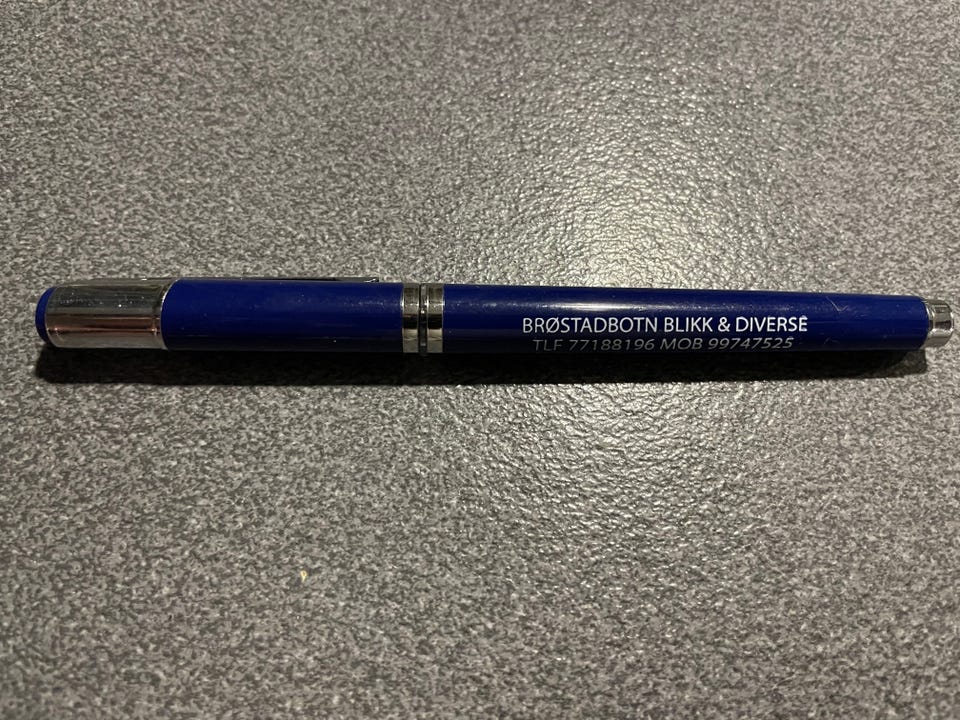 BRØSTADBOTN BLIKK & DIVERSE
TLF 77188196 MOB 99747525